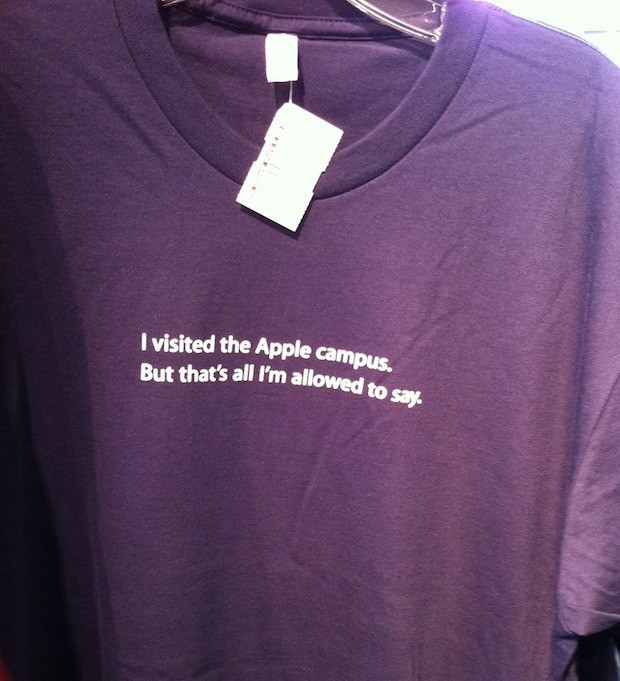 I visited the Apple campus.
But that's all I'm allowed to say.